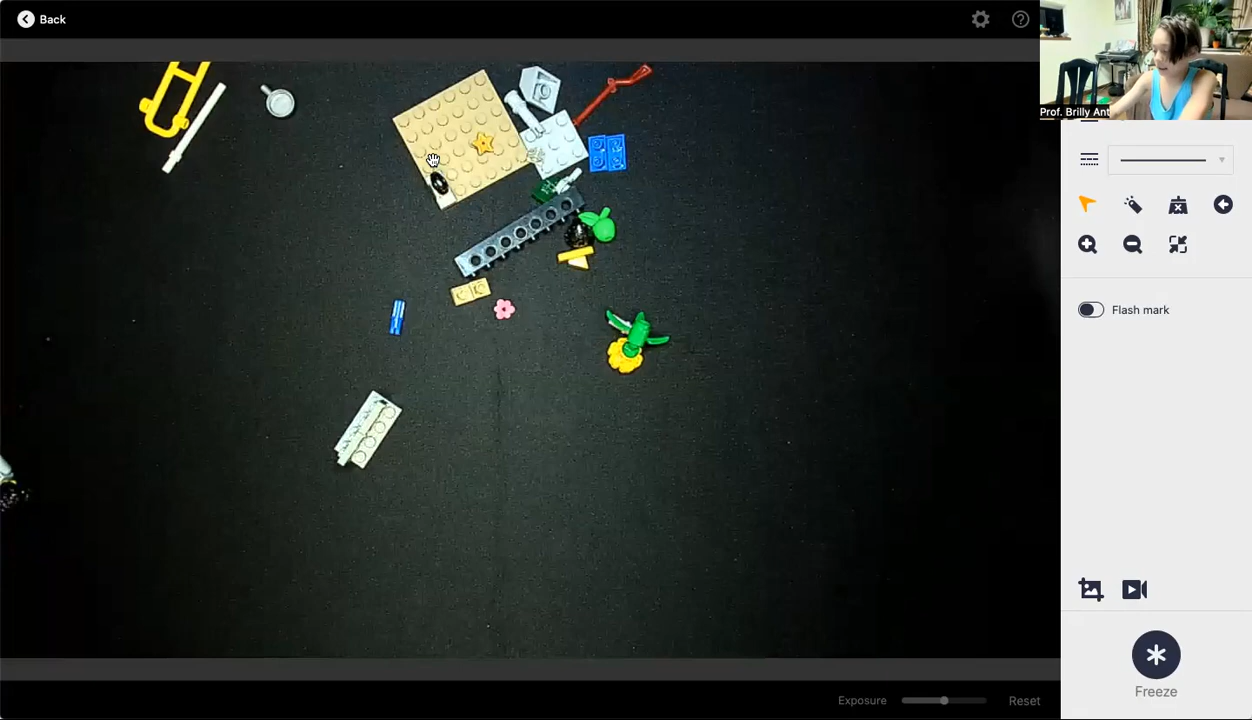 Back
Prof. Brilly Ant
Flash mark
Freeze
Exposure
Reset